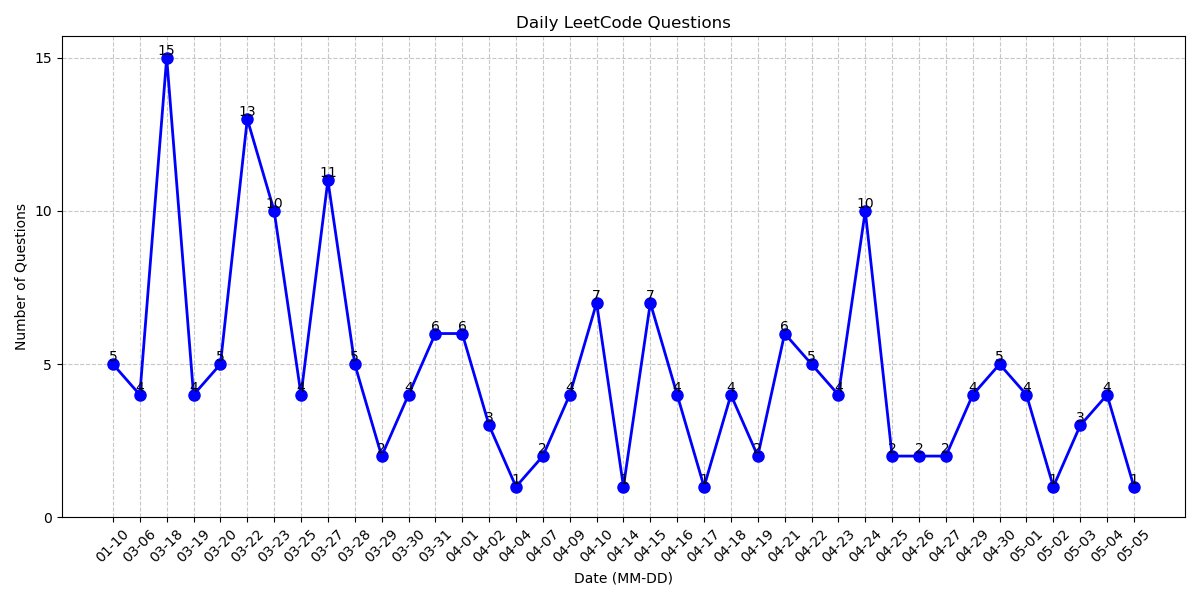 Daily LeetCode Questions
Number of Questions
15
10
5
0
5 4 15 4 5 13 10 4 11 5 2 4 6 6 3 1 2 4 7 1 7 4 1 4 2 6 5 4 10 2 2 2 4 5 4 1 3 4 1
01-10 03-06 03-18 03-19 03-20 03-22 03-23 03-25 03-27 03-28 03-29 03-30 03-31 04-01 04-02 04-04 04-07 04-09 04-10 04-14 04-15 04-16 04-17 04-18 04-19 04-21 04-22 04-23 04-24 04-25 04-26 04-27 04-29 04-30 05-01 05-02 05-03 05-04 05-05
Date (MM-DD)